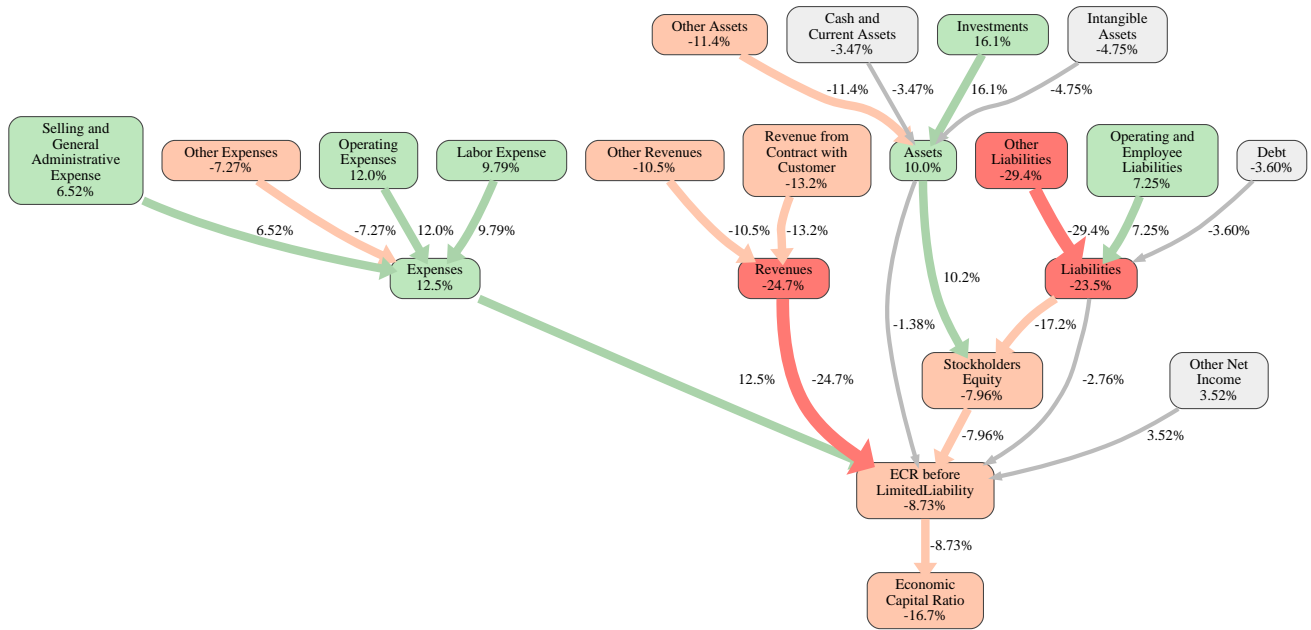 Other Assets
-11.4%
Cash and
Current Assets
-3.47%
Investments
16.1%
Intangible
Assets
-4.75%
-11.4%
-3.47%
16.1%
-4.75%
Selling and
General
Administrative
Expense
6.52%
Other Expenses
-7.27%
Operating
Expenses
12.0%
Labor Expense
9.79%
Other Revenues
-10.5%
Revenue from
Contract with
Customer
-13.2%
Assets
10.0%
Other
Liabilities
-29.4%
Operating and
Employee
Liabilities
7.25%
Debt
-3.60%
6.52%
-7.27%
12.0%
9.79%
-10.5%
-13.2%
-29.4%
7.25%
-3.60%
Expenses
12.5%
Revenues
-24.7%
10.2%
Liabilities
-23.5%
-1.38%
-17.2%
Stockholders
Equity
-7.96%
Other Net
Income
3.52%
12.5%
-24.7%
-2.76%
-7.96%
3.52%
ECR before
LimitedLiability
-8.73%
-8.73%
Economic
Capital Ratio
-16.7%